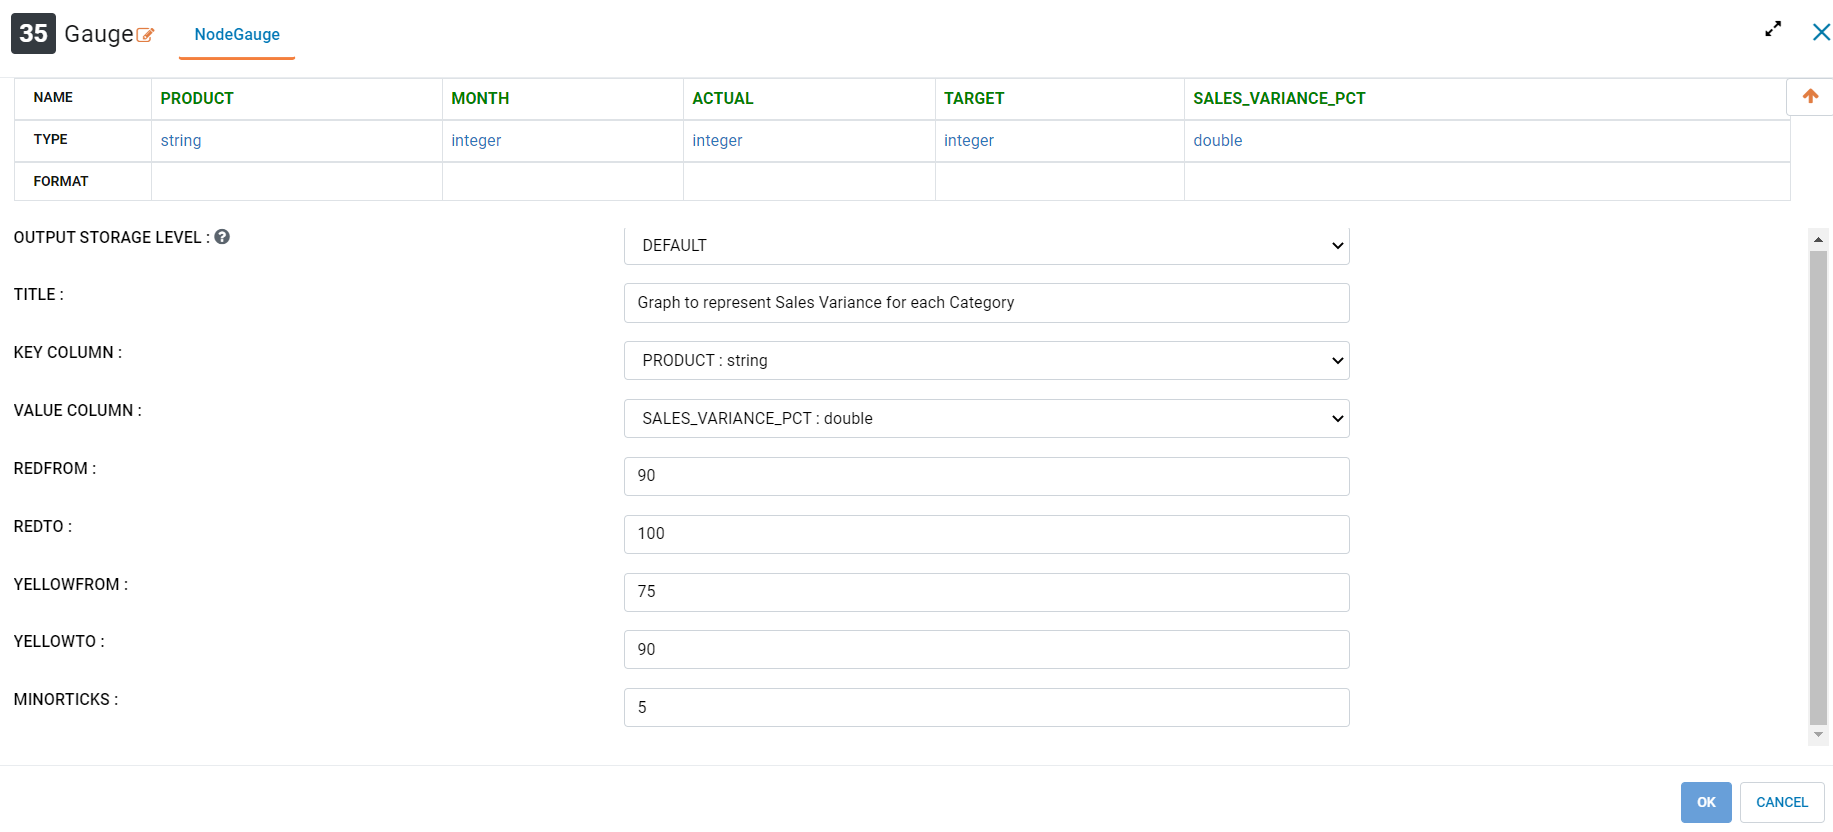 35 Gauge NodeGauge
NAME PRODUCT MONTH ACTUAL TARGET SALES_VARIANCE_PCT
TYPE string integer integer integer double
FORMAT
OUTPUT STORAGE LEVEL : ? DEFAULT
TITLE : Graph to represent Sales Variance for each Category
KEY COLUMN : PRODUCT : string
VALUE COLUMN : SALES_VARIANCE_PCT : double
REDFROM : 90
REDTO : 100
YELLOWFROM : 75
YELLOWTO : 90
MINORTICKS : 5
OK CANCEL